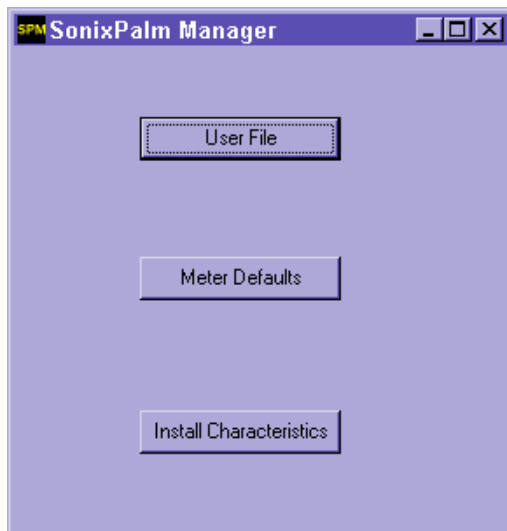 SPM SonixPalm Manager
User File
Meter Defaults
Install Characteristics